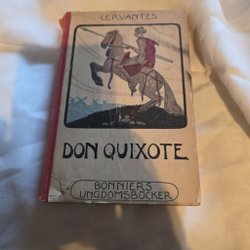 CERVANTES
DON QUIXOTE
BONNIERS
UNGDOMSBÖCKER